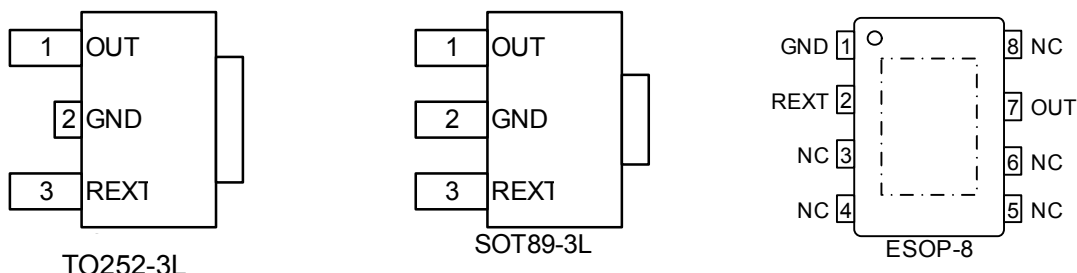 1 OUT
2 GND
3 REXT
TO252-3L
1 OUT
2 GND
3 REXT
SOT89-3L
GND 1 8 NC
REXT 2 7 OUT
NC 3 6 NC
NC 4 5 NC
ESOP-8